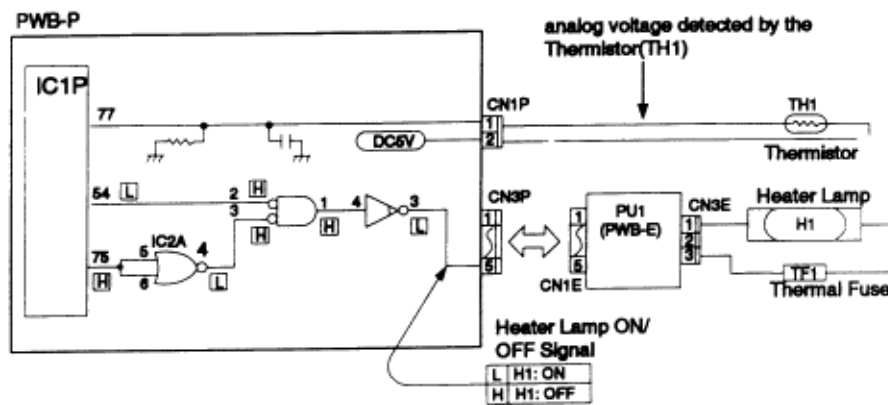 PWB-P
analog voltage detected by the
Thermistor(TH1)
IC1P
77
CN1P
1
2
DC5V
TH1
Thermistor
54 L
2 H
3 H
1
H
4 3
L
CN3P
1
5
1
5
CN1E
PU1
(PWB-E)
CN3E
1
2
3
Heater Lamp
H1
TF1
Thermal Fuse
75
H
5
6
IC2A
4
L
Heater Lamp ON/
OFF Signal
L H1: ON
H H1: OFF